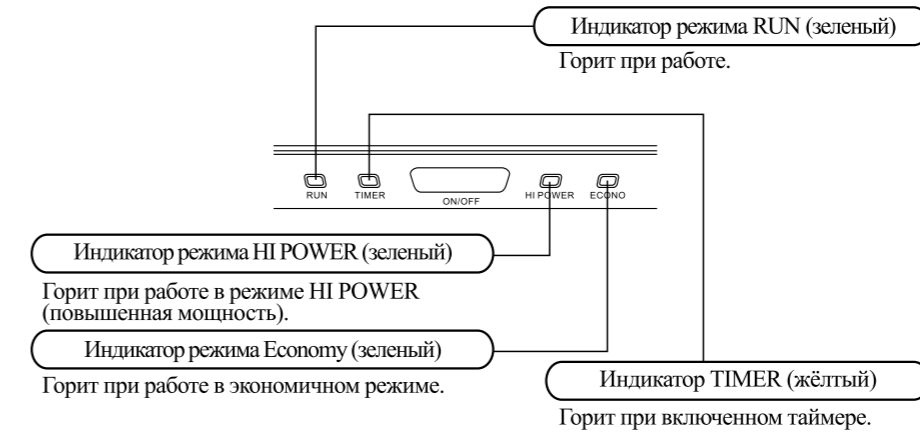 Индикатор режима RUN (зеленый)
Горит при работе.
RUN
TIMER
ON/OFF
HI POWER
ECONO
Индикатор режима HI POWER (зеленый)
Горит при работе в режиме HI POWER
(повышенная мощность).
Индикатор режима Economy (зеленый)
Горит при работе в экономичном режиме.
Индикатор TIMER (жёлтый)
Горит при включенном таймере.